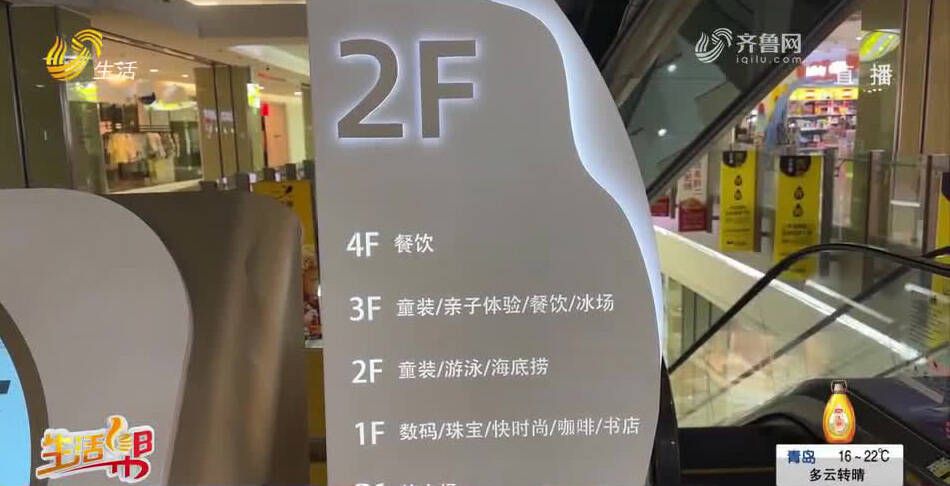 生活
齐鲁网
iqilu.com
直播
2F
4F 餐饮
3F 童装/亲子体验/餐饮/冰场
2F 童装/游泳/海底捞
1F 数码/珠宝/快时尚/咖啡/书店
生活帮
青岛 16~22℃
多云转晴